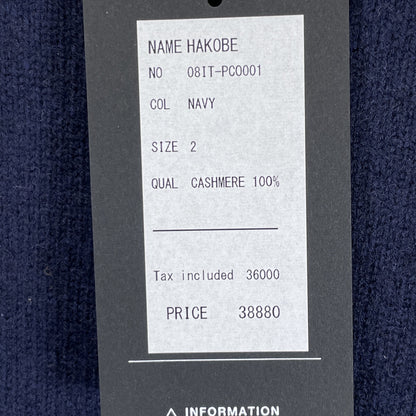 NAME HAKOBE
NO 08IT-PC0001
COL NAVY
SIZE 2
QUAL CASHMERE 100%
Tax included 36000
PRICE 38880
△ INFORMATION